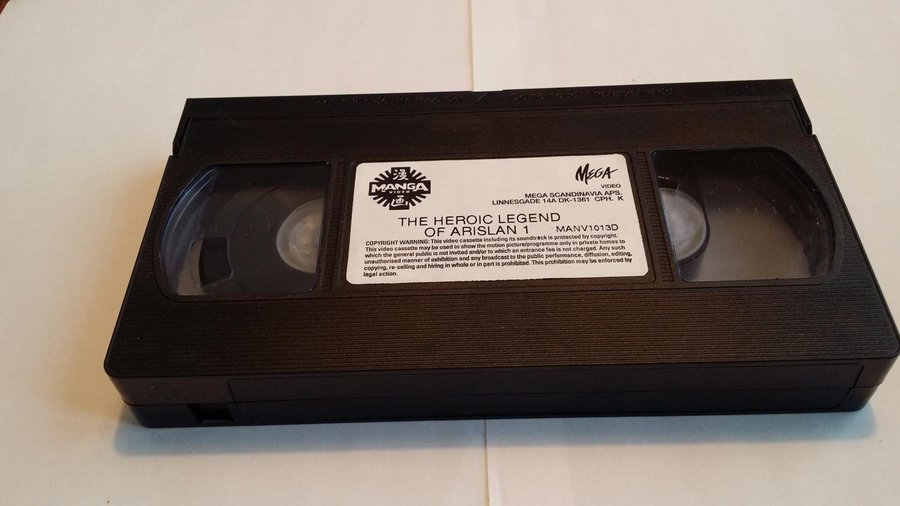 漫
MANGA
VIDEO
画
MEGA
VIDEO
MEGA SCANDINAVIA APS.
LINNESGADE 14A DK-1361 CPH. K
THE HEROIC LEGEND
OF ARISLAN 1 MANV1013D
COPYRIGHT WARNING: This video cassette including its soundtrack is protected by copyright.
This video cassette may be used to show the motion picture/programme only in private homes to
which the general public is not invited and/or to which an entrance fee is not charged. Any such
unauthorised manner of exhibition and any broadcast to the public performance, diffusion, editing,
copying, re-selling and hiring in whole or in part is prohibited. This prohibition may be enforced by
legal action.